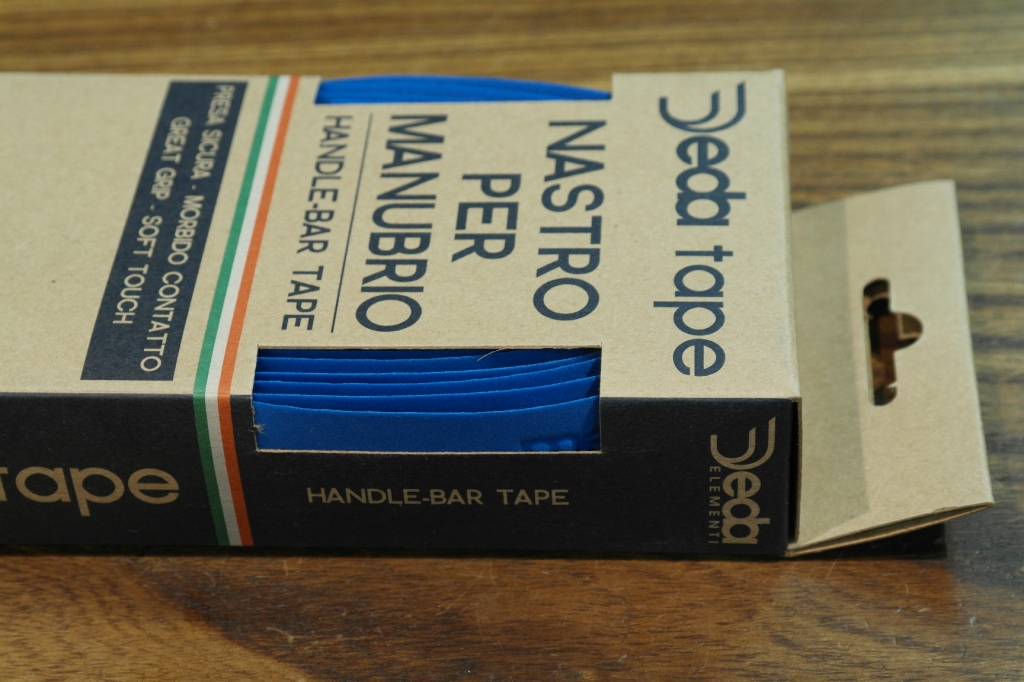 Deda tape
NASTRO
PER
MANUBRIO
HANDLE-BAR TAPE
PRESA SICURA - MORBIDO CONTATTO
GREAT GRIP - SOFT TOUCH
tape
HANDLE-BAR TAPE
Deda
ELEMENTI